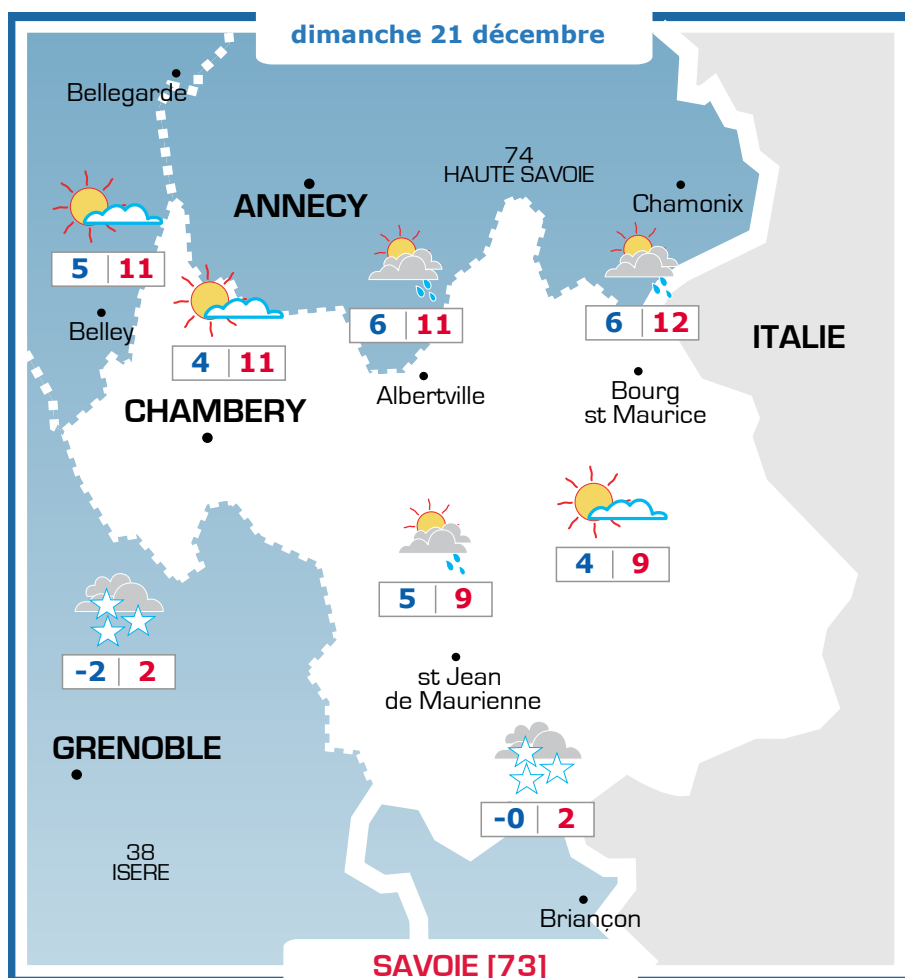 dimanche 21 décembre
Bellegarde
74
HAUTE SAVOIE
ANNECY
Chamonix
5 11
Belley
4 11
6 11
6 12
ITALIE
Albertville
Bourg
st Maurice
CHAMBERY
4 9
5 9
-2 2
st Jean
de Maurienne
GRENOBLE
-0 2
38
ISERE
Briançon
SAVOIE [73]